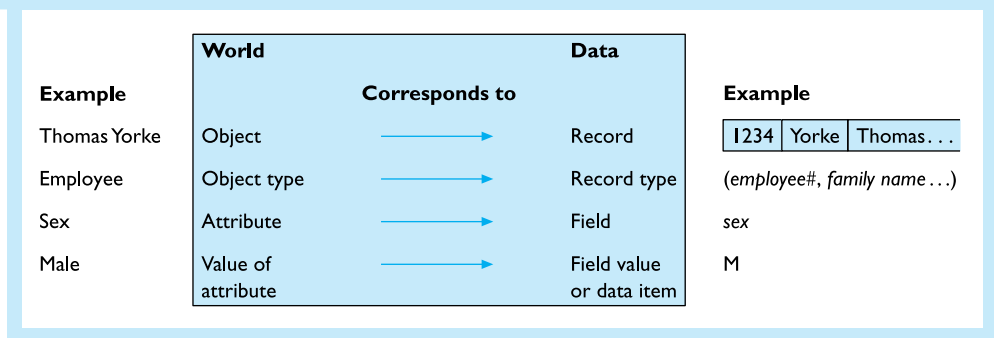 World Data
Example Corresponds to Example
Thomas Yorke Object Record 1234 Yorke Thomas...
Employee Object type Record type (employee#, family name...)
Sex Attribute Field sex
Male Value of Field value M
attribute or data item